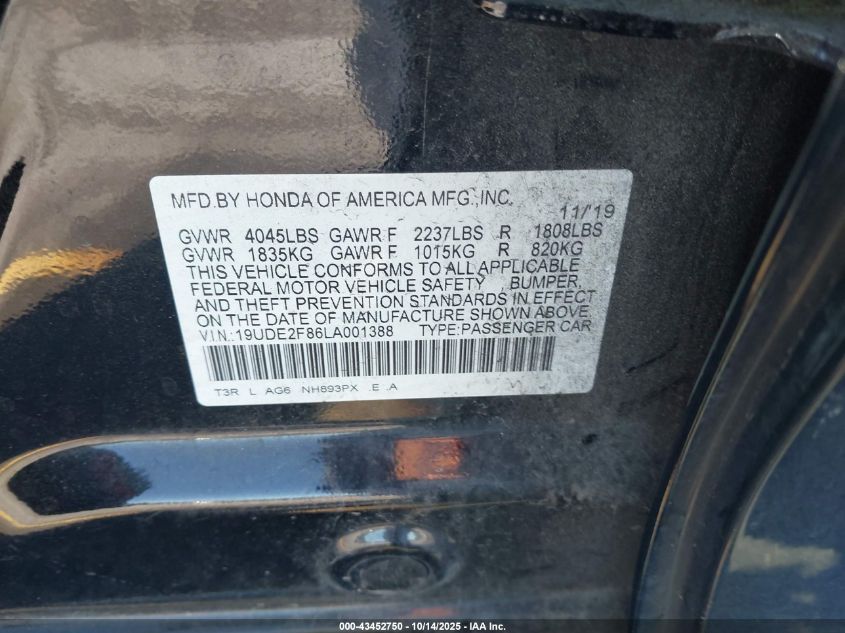 MFD.BY HONDA OF AMERICA MFG.,INC.
11/'19
GVWR 4045LBS GAWR F 2237LBS R 1808LBS
GVWR 1835KG GAWR F 1015KG R 820KG
THIS VEHICLE CONFORMS TO ALL APPLICABLE
FEDERAL MOTOR VEHICLE SAFETY , BUMPER,
AND THEFT PREVENTION STANDARDS IN EFFECT
ON THE DATE OF MANUFACTURE SHOWN ABOVE.
V.I.N.: 19UDE2F86LA001388 TYPE:PASSENGER CAR
T3R L AG6 NH893PX .E .A
000-43452750 - 10/14/2025 - IAA Inc.